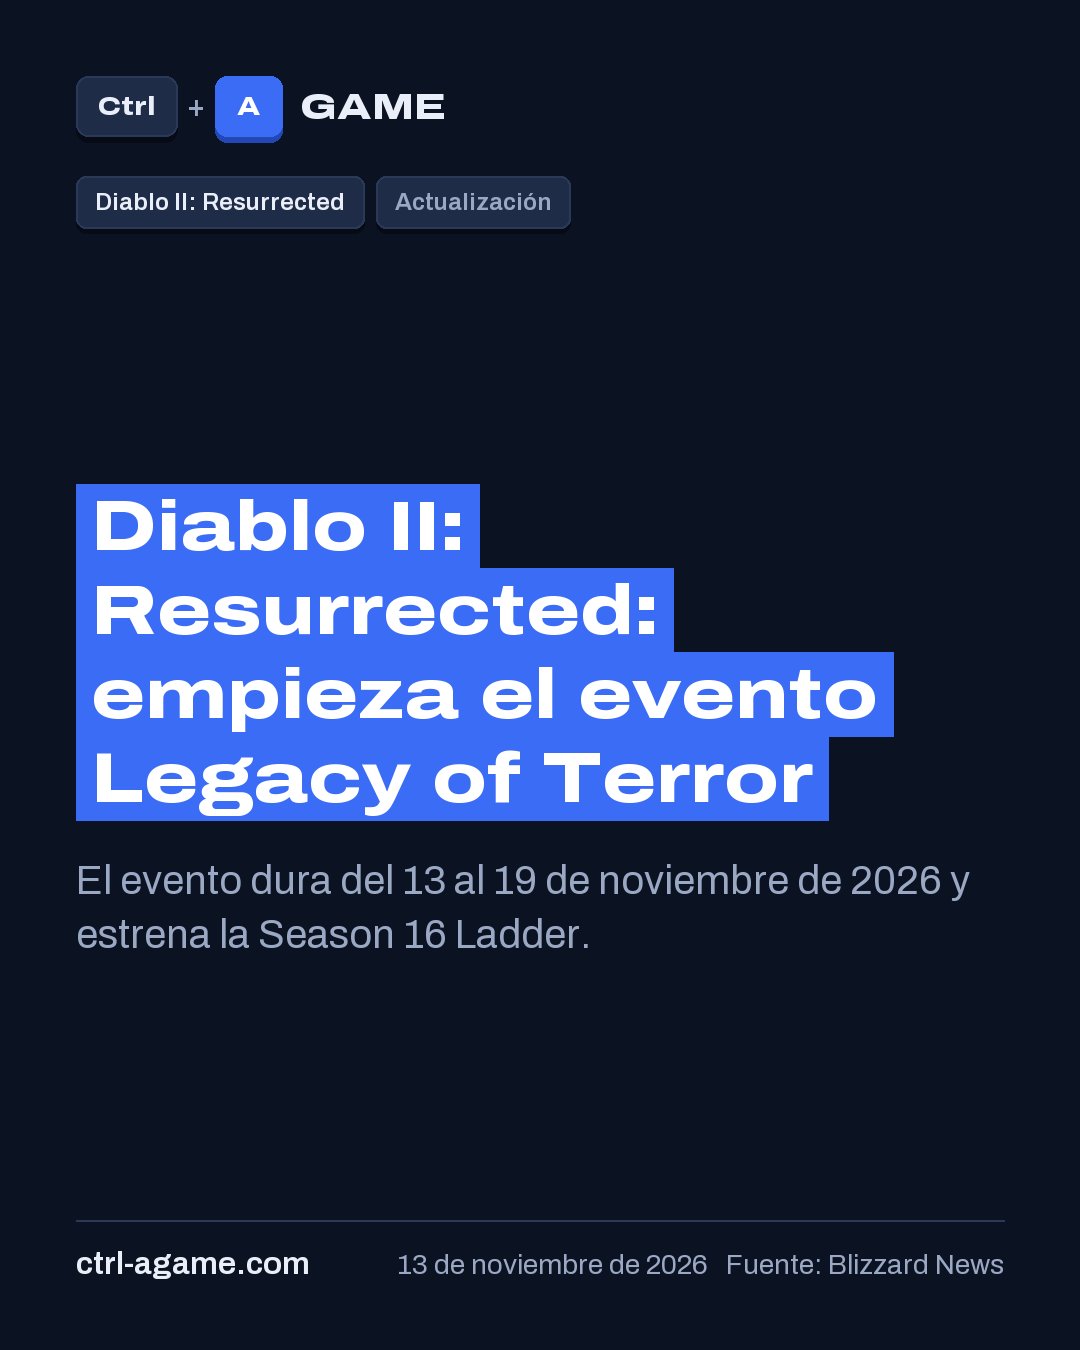 Ctrl + A GAME
Diablo II: Resurrected Actualización
Diablo II:
Resurrected:
empieza el evento
Legacy of Terror
El evento dura del 13 al 19 de noviembre de 2026 y
estrena la Season 16 Ladder.
ctrl-agame.com 13 de noviembre de 2026 Fuente: Blizzard News